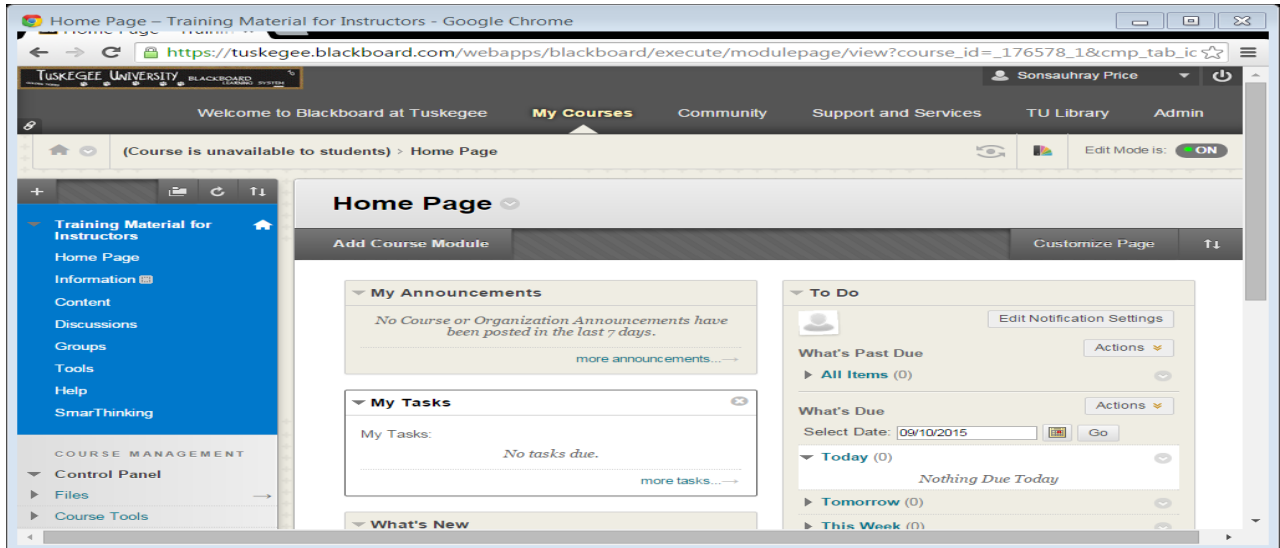 Home Page – Training Material for Instructors - Google Chrome
https://tuskegee.blackboard.com/webapps/blackboard/execute/modulepage/view?course_id=_176578_1&cmp_tab_ic
TUSKEGEE UNIVERSITY BLACKBOARD
LEARNING SYSTEM
Sonsauhray Price
Welcome to Blackboard at Tuskegee My Courses Community Support and Services TU Library Admin
(Course is unavailable to students) > Home Page
Edit Mode is: ON
Training Material for
Instructors
Home Page
Information
Content
Discussions
Groups
Tools
Help
SmarThinking
COURSE MANAGEMENT
Control Panel
Files
Course Tools
Home Page
Add Course Module
Customize Page
My Announcements
No Course or Organization Announcements have
been posted in the last 7 days.
more announcements...
My Tasks
My Tasks:
No tasks due.
more tasks...
What's New
To Do
Edit Notification Settings
What's Past Due
Actions
All Items (0)
What's Due
Actions
Select Date: 09/10/2015 Go
Today (0)
Nothing Due Today
Tomorrow (0)
This Week (0)